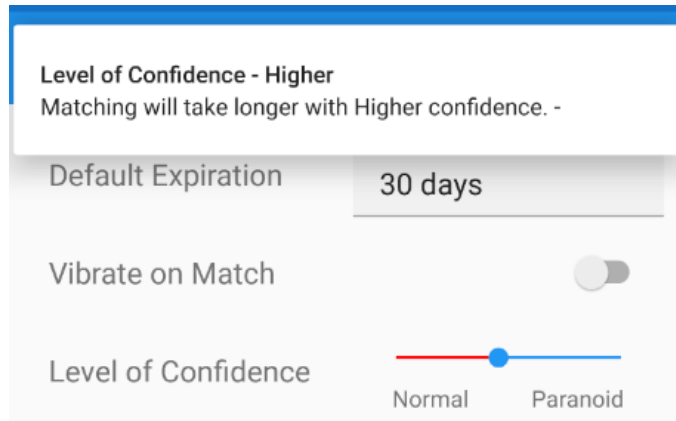 Level of Confidence - Higher
Matching will take longer with Higher confidence. -
Default Expiration 30 days
Vibrate on Match
Level of Confidence
Normal Paranoid